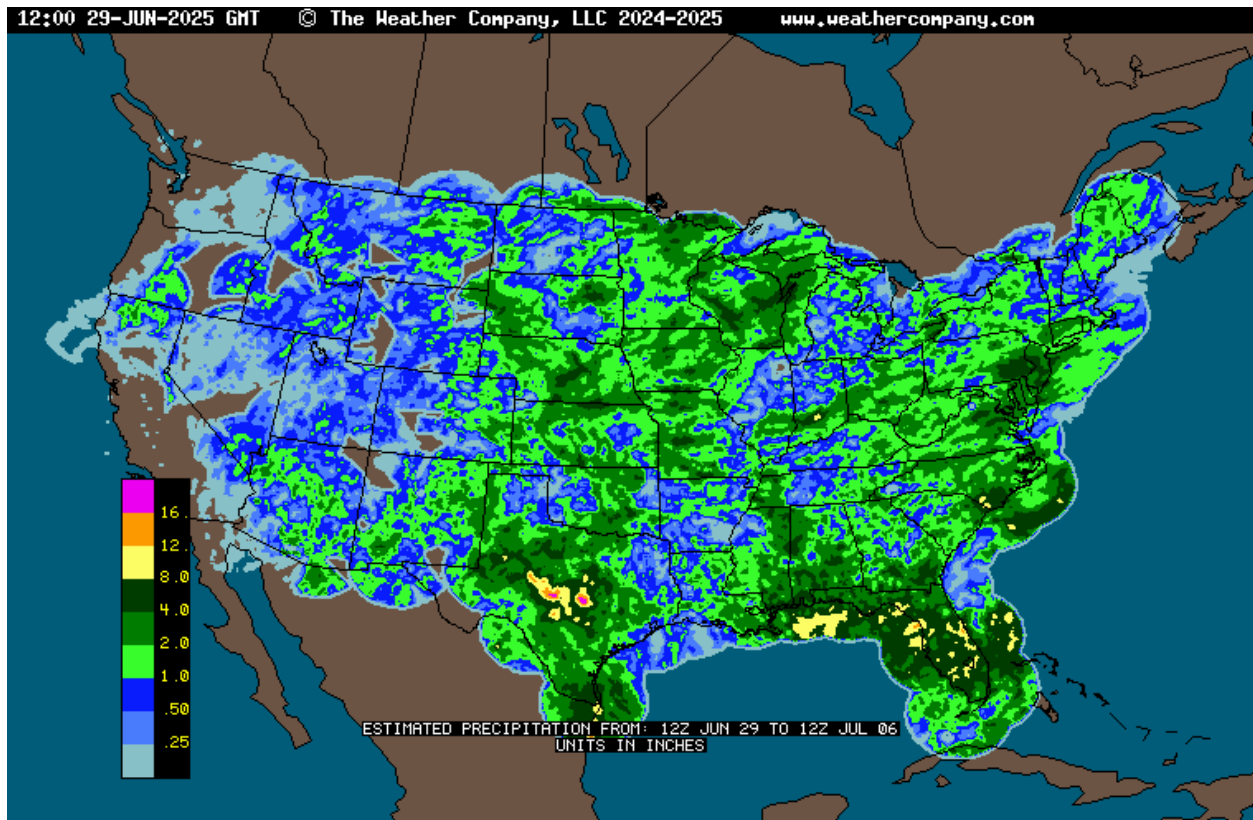 12:00 29-JUN-2025 GMT © The Weather Company, LLC 2024-2025 www.weathercompany.com
16.
12.
8.0
4.0
2.0
1.0
.50
.25
ESTIMATED PRECIPITATION FROM: 12Z JUN 29 TO 12Z JUL 06
UNITS IN INCHES